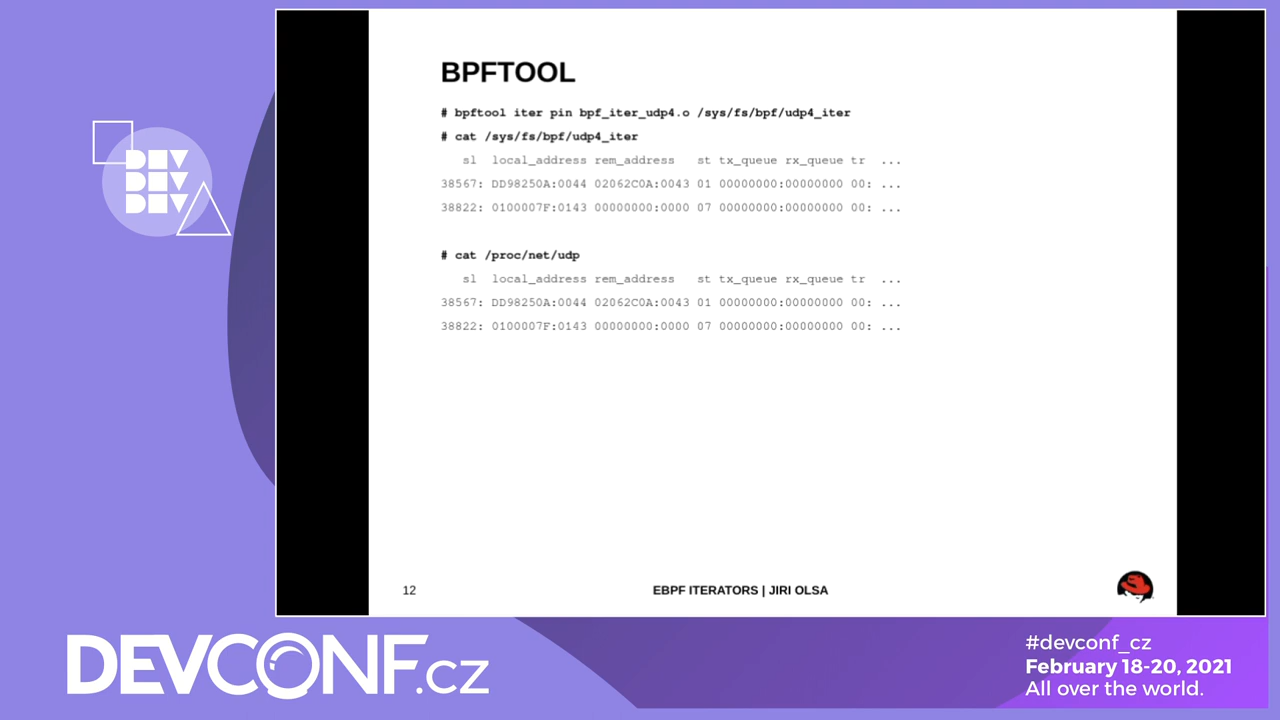 BPFTOOL
# bpftool iter pin bpf_iter_udp4.o /sys/fs/bpf/udp4_iter
# cat /sys/fs/bpf/udp4_iter
sl local_address rem_address st tx_queue rx_queue tr ...
38567: DD98250A:0044 02062C0A:0043 01 00000000:00000000 00: ...
38822: 0100007F:0143 00000000:0000 07 00000000:00000000 00: ...
# cat /proc/net/udp
sl local_address rem_address st tx_queue rx_queue tr ...
38567: DD98250A:0044 02062C0A:0043 01 00000000:00000000 00: ...
38822: 0100007F:0143 00000000:0000 07 00000000:00000000 00: ...
12
EBPF ITERATORS | JIRI OLSA
DEV
DEV
DEV
DEVCONF.cz
#devconf_cz
February 18-20, 2021
All over the world.